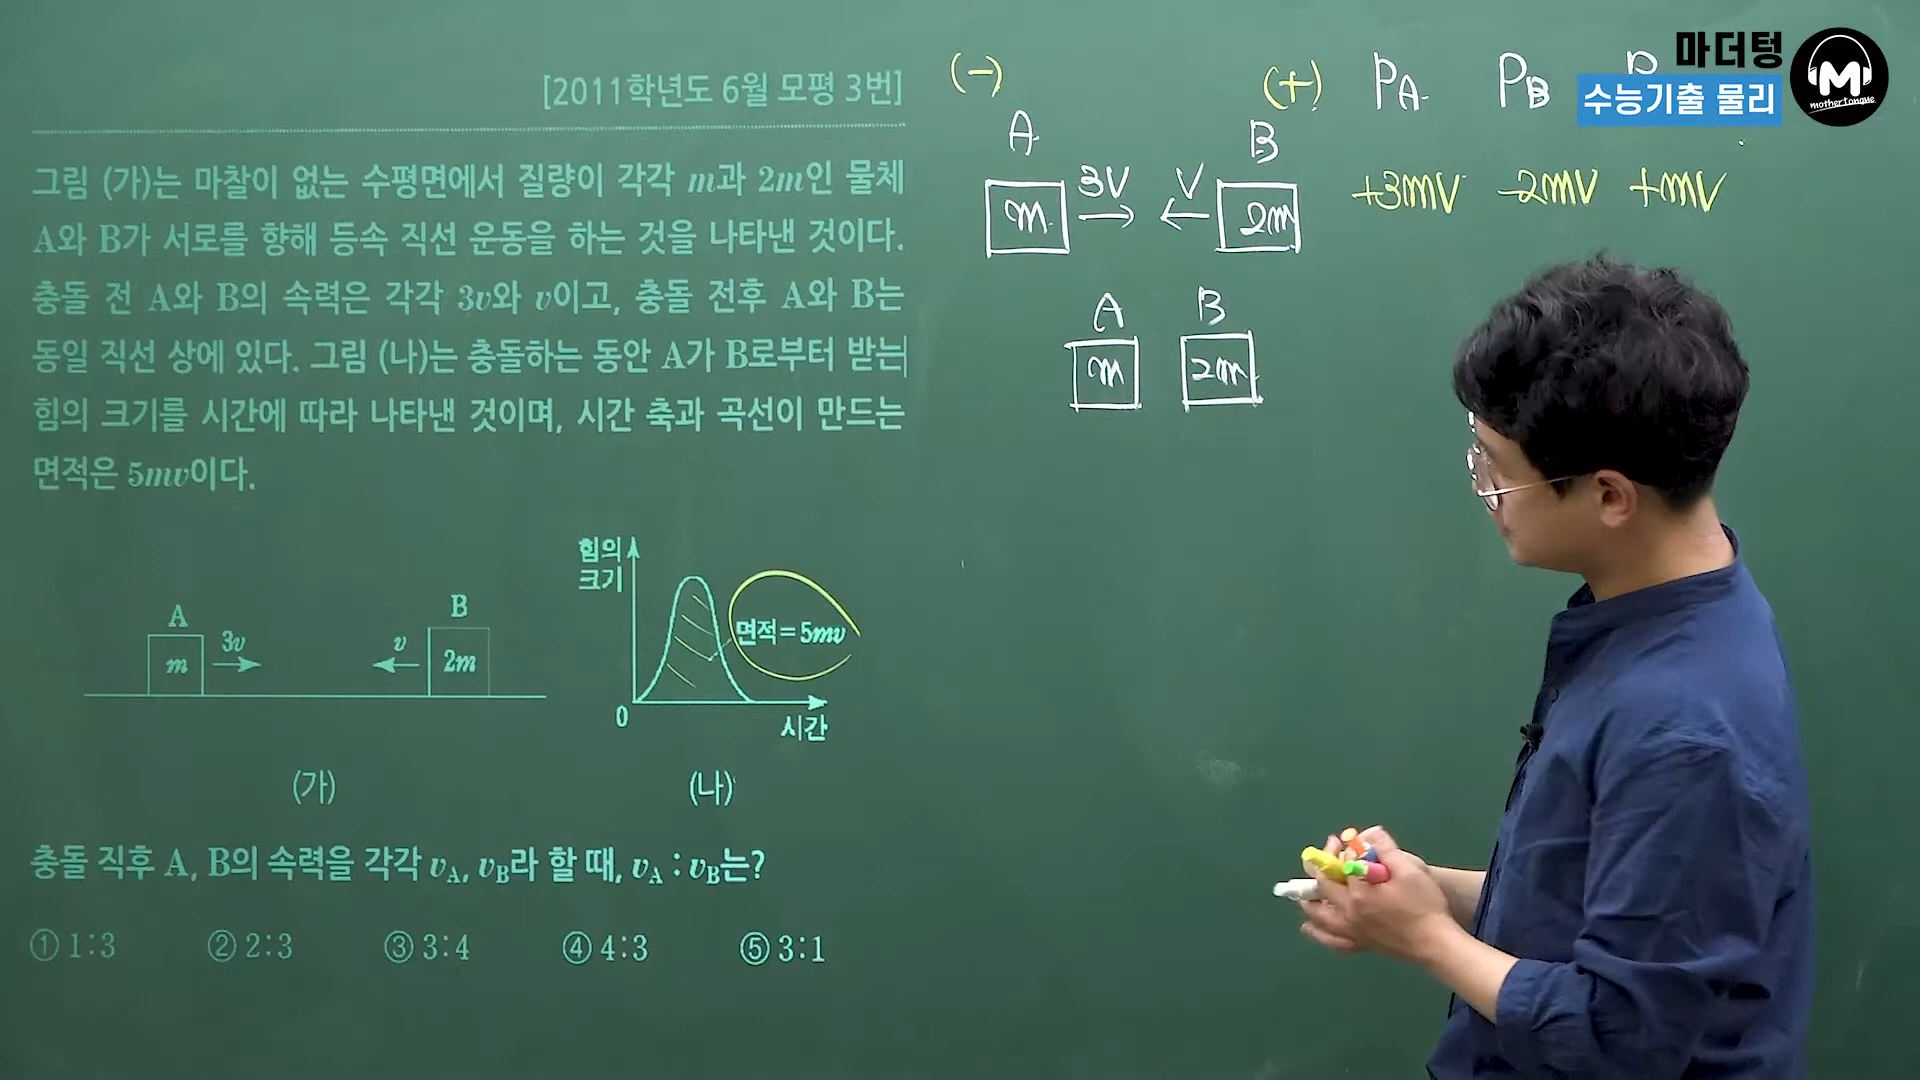 [2011학년도 6월 모평 3번]
그림 (가)는 마찰이 없는 수평면에서 질량이 각각 m과 2m인 물체
A와 B가 서로를 향해 등속 직선 운동을 하는 것을 나타낸 것이다.
충돌 전 A와 B의 속력은 각각 3v와 v이고, 충돌 전후 A와 B는
동일 직선 상에 있다. 그림 (나)는 충돌하는 동안 A가 B로부터 받는
힘의 크기를 시간에 따라 나타낸 것이며, 시간 축과 곡선이 만드는
면적은 5mv이다.
A
3v
m
v
B
2m
(가)
힘의
크기
면적=5mv
0
시간
(나)
충돌 직후 A, B의 속력을 각각 vA, vB라 할 때, vA : vB는?
① 1:3 ② 2:3 ③ 3:4 ④ 4:3 ⑤ 3:1
(-) (+) PA PB P
A B
m 3V V 2m +3mV -2mV +mV
A B
m 2m
마더텅
수능기출 물리
M
mothertongue